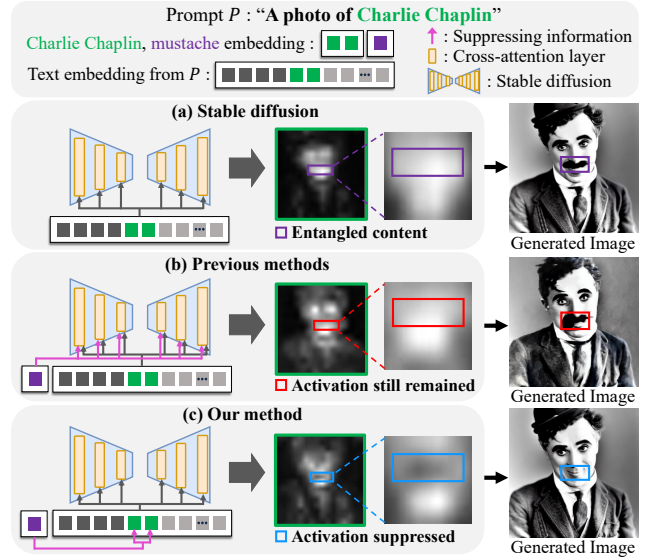 Prompt P : “A photo of Charlie Chaplin”
Charlie Chaplin, mustache embedding :
Text embedding from P :
: Suppressing information
: Cross-attention layer
: Stable diffusion
(a) Stable diffusion
Entangled content
Generated Image
(b) Previous methods
Activation still remained
Generated Image
(c) Our method
Activation suppressed
Generated Image